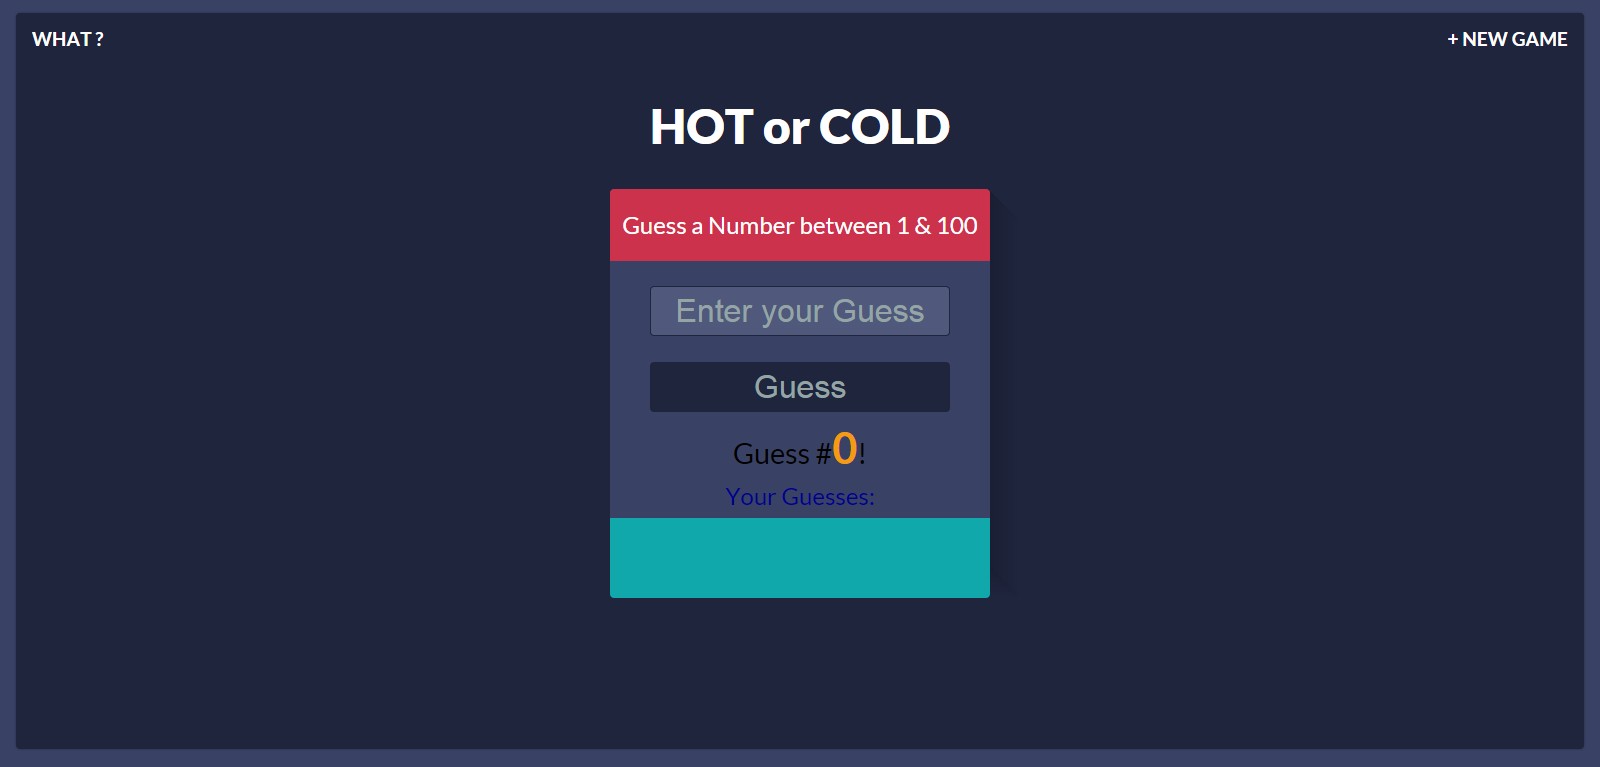 WHAT ?
+ NEW GAME
HOT or COLD
Guess a Number between 1 & 100
Enter your Guess
Guess
Guess #0!
Your Guesses: